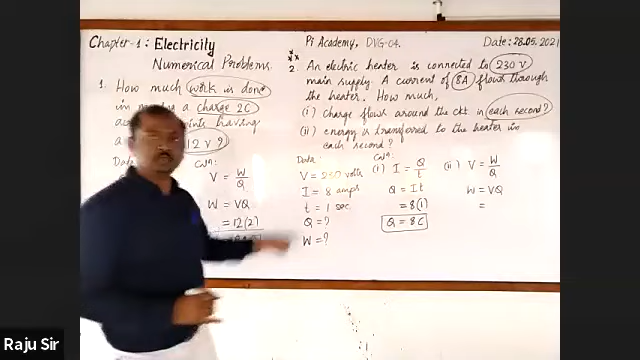 Chapter-1: Electricity
Numerical Problems.
Pi Academy, DVG-04.
Date: 28.05.2021
1. How much work is done
in moving a charge 2C
points having
12 V ?
Data
V = W/Q
W = VQ
= 12(2)
2. An electric heater is connected to 230 V
main supply. A current of 8A flows through
the heater. How much,
(i) charge flows around the ckt in each second?
(ii) energy is transferred to the heater in
each second?
Data:
V = 230 volts
I = 8 amps
t = 1 sec
Q = ?
W = ?
(i) I = Q/t
Q = It
= 8(1)
Q = 8C
(ii) V = W/Q
W = VQ
=
Raju Sir